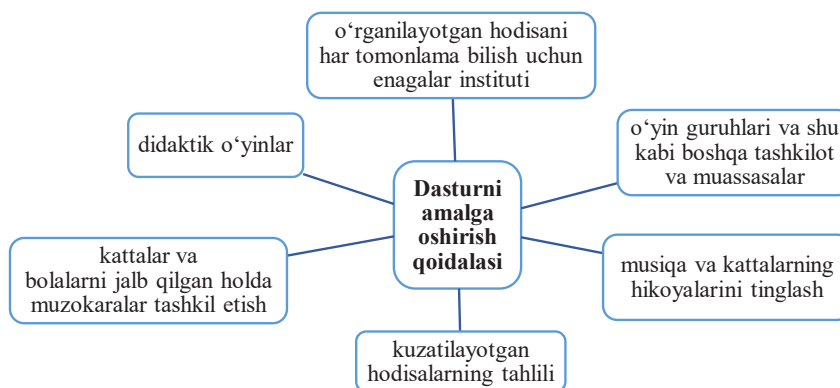 o‘rganilayotgan hodisani
har tomonlama bilish uchun
enagalar instituti
didaktik o‘yinlar
o‘yin guruhlari va shu
kabi boshqa tashkilot
va muassasalar
Dasturni
amalga
oshirish
qoidalasi
kattalar va
bolalarni jalb qilgan holda
muzokaralar tashkil etish
musiqa va kattalarning
hikoyalarini tinglash
kuzatilayotgan
hodisalarning tahlili